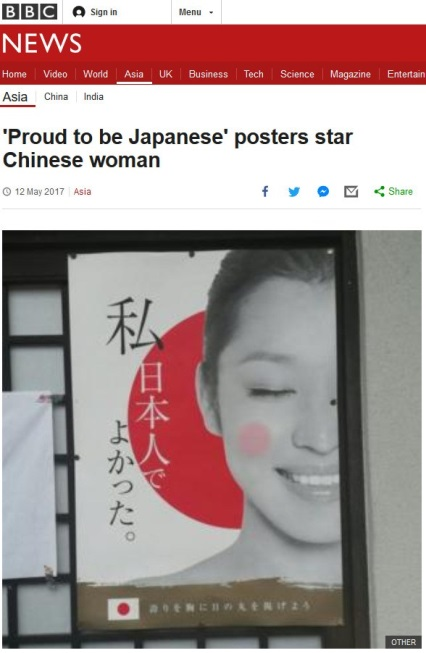 BBC
Sign in
Menu
NEWS
Home Video World Asia UK Business Tech Science Magazine Entertain
Asia China India
'Proud to be Japanese' posters star
Chinese woman
12 May 2017 Asia
Share
私
日本人で
よかった。
誇りを胸に日の丸を掲げよう
OTHER